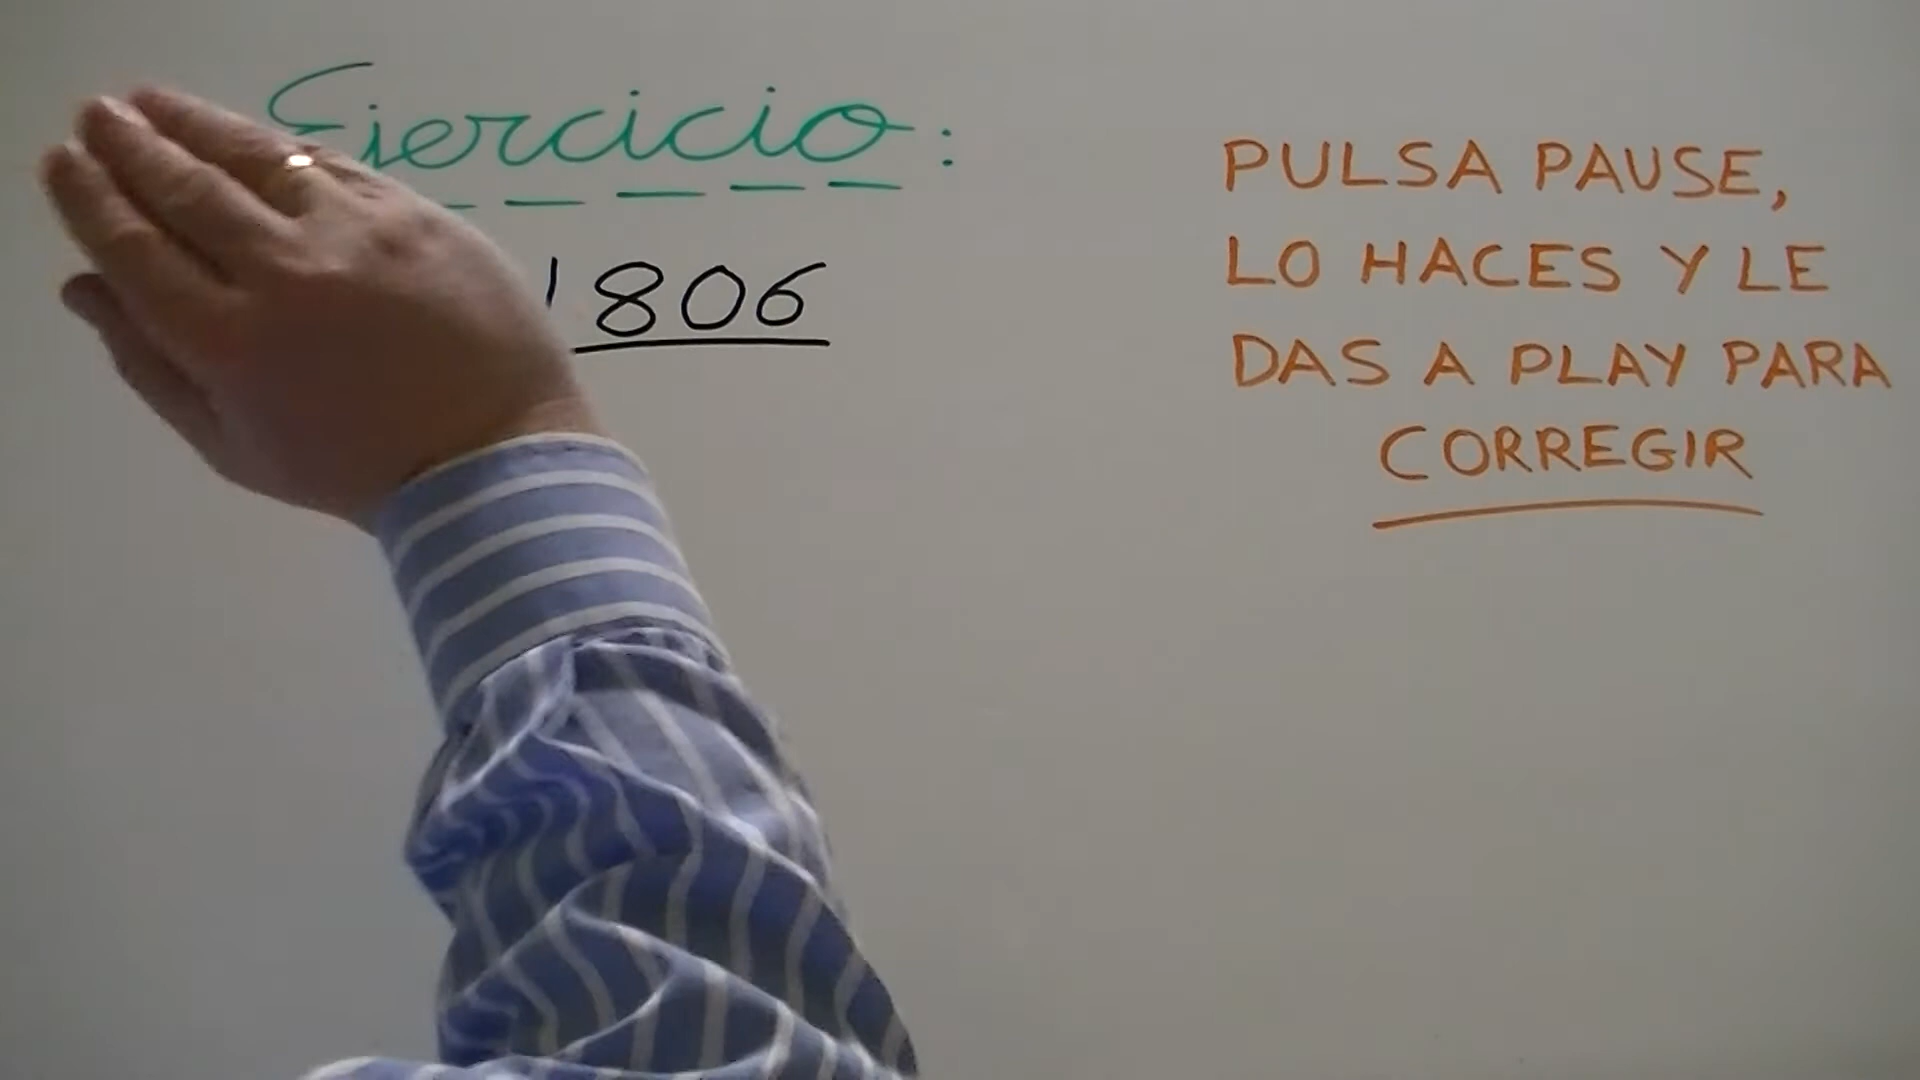 Ejercicio:
1806
PULSA PAUSE,
LO HACES Y LE
DAS A PLAY PARA
CORREGIR